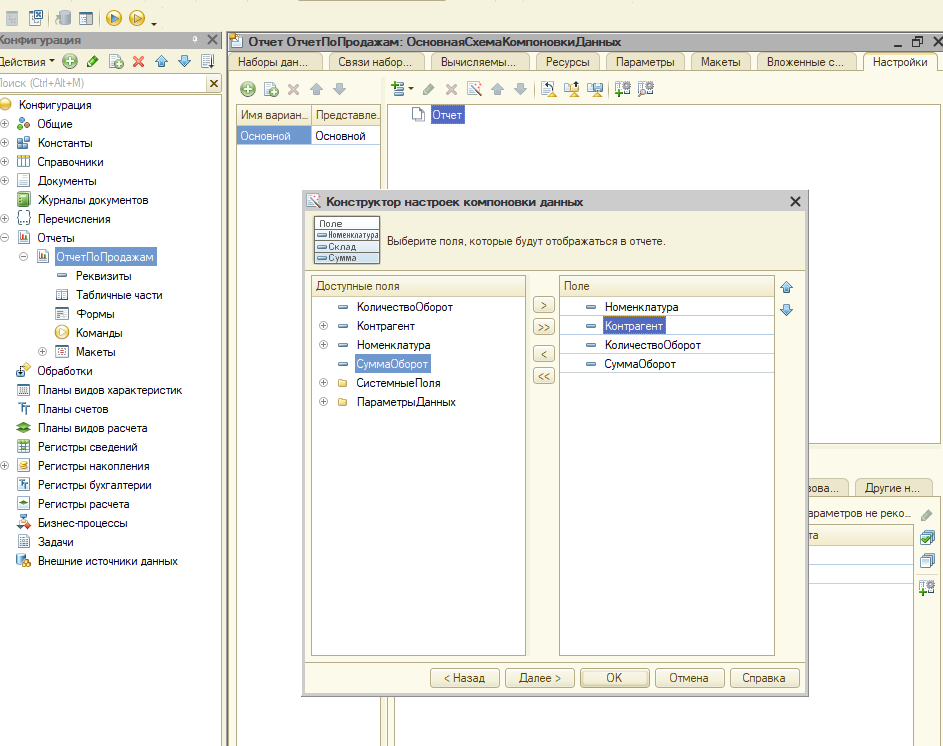 Конфигурация
Действия
Поиск (Ctrl+Alt+M)
Конфигурация
Общие
Константы
Справочники
Документы
Журналы документов
Перечисления
Отчеты
ОтчетПоПродажам
Реквизиты
Табличные части
Формы
Команды
Макеты
Обработки
Планы видов характеристик
Планы счетов
Планы видов расчета
Регистры сведений
Регистры накопления
Регистры бухгалтерии
Регистры расчета
Бизнес-процессы
Задачи
Внешние источники данных
Отчет ОтчетПоПродажам: ОсновнаяСхемаКомпоновкиДанных
Наборы дан... Связи набор... Вычисляемы... Ресурсы Параметры Макеты Вложенные с... Настройки
Имя вариан... Представле.
Основной Основной
Отчет
Конструктор настроек компоновки данных
Поле
Номенклатура
Склад
Сумма
Выберите поля, которые будут отображаться в отчете.
Доступные поля
КоличествоОборот
Контрагент
Номенклатура
СуммаОборот
СистемныеПоля
ПараметрыДанных
>
>>
<
<<
Поле
Номенклатура
Контрагент
КоличествоОборот
СуммаОборот
< Назад Далее > OK Отмена Справка
зова... Другие н...
араметров не реко...
та